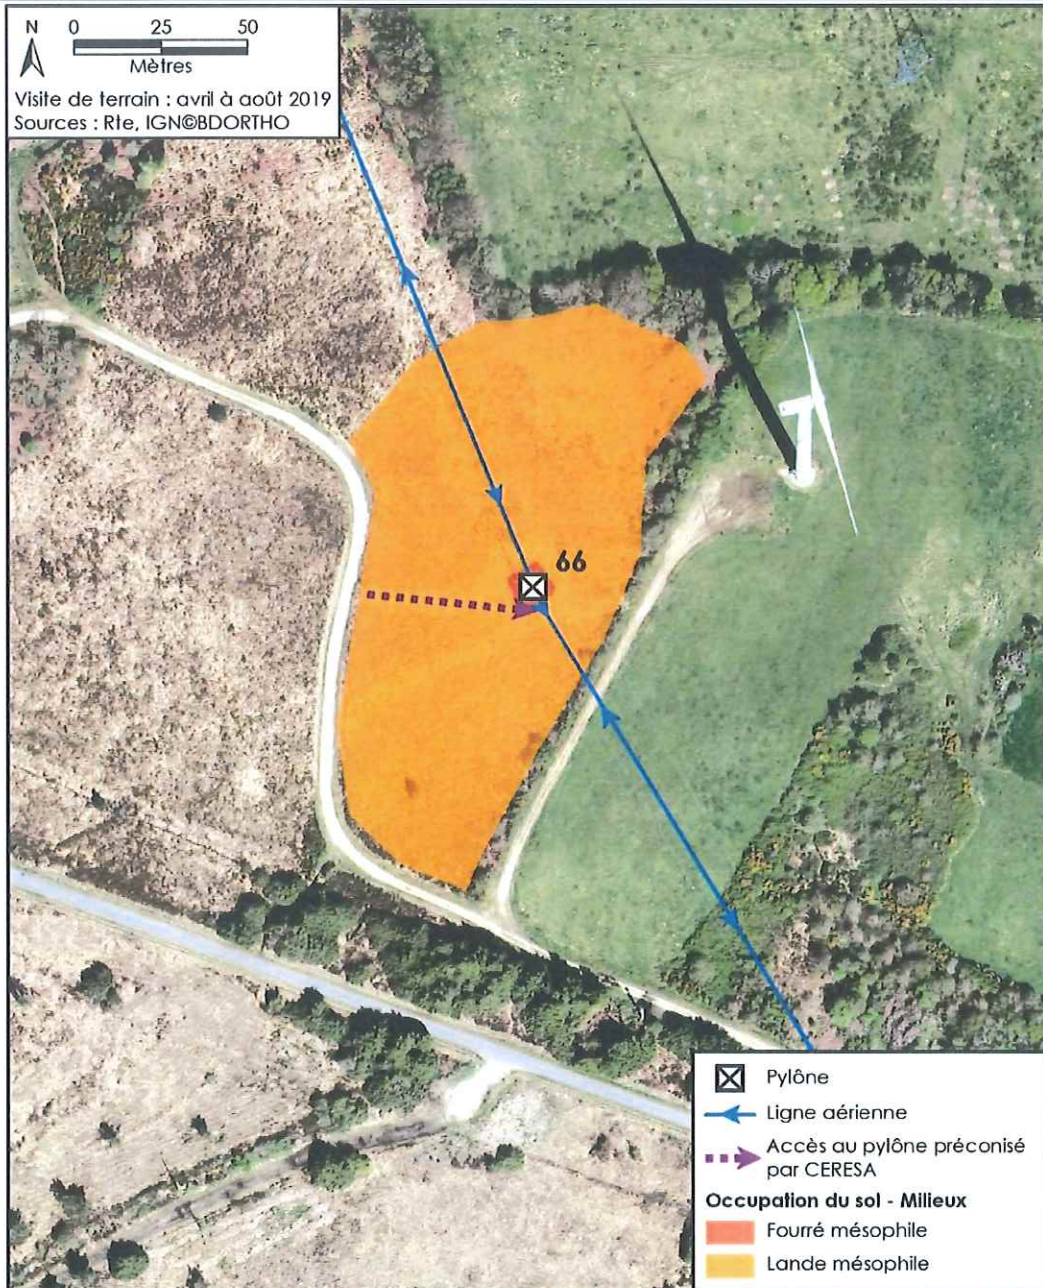 N
0 25 50
Mètres
Visite de terrain : avril à août 2019
Sources : Rte, IGN©BDORTHO
66
Pylône
Ligne aérienne
Accès au pylône préconisé
par CERESA
Occupation du sol - Milieux
Fourré mésophile
Lande mésophile